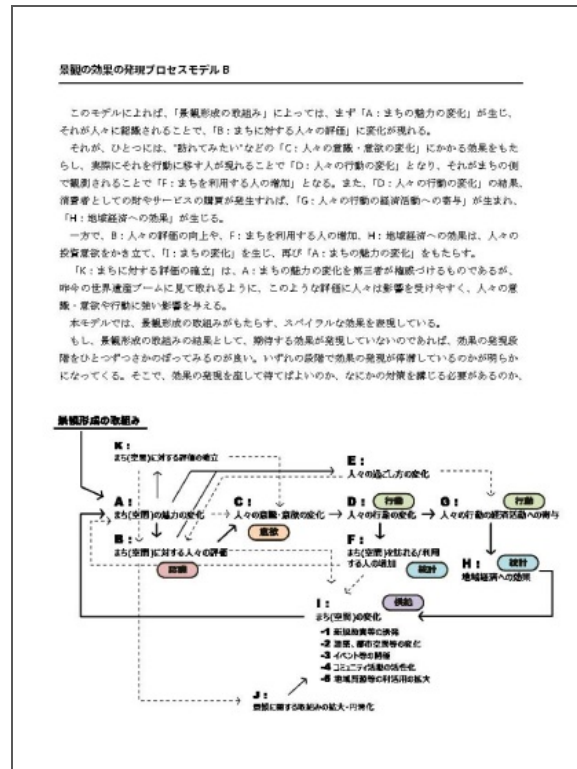 景観の効果の発現プロセスモデル B
このモデルによれば、「景観形成の取組み」によっては、まず「A：まちの魅力の変化」が生じ、
それが人々に認識されることで、「B：まちに対する人々の評価」に変化が現れる。
それが、ひとつには、“訪れてみたい”などの「C：人々の意識・意欲の変化」にかかる効果をもた
らし、実際にそれを行動に移す人が現れることで「D：人々の行動の変化」となり、それがまちの側
で観測されることで「F：まちを利用する人の増加」となる。また、「D：人々の行動の変化」の結果、
消費者としての財やサービスの購買が発生すれば、「G：人々の行動の経済活動への寄与」が生まれ、
「H：地域経済への効果」が生じる。
一方で、B：人々の評価の向上や、F：まちを利用する人の増加、H：地域経済への効果は、人々の
投資意欲をかき立て、「I：まちの変化」を生じ、再び「A：まちの魅力の変化」をもたらす。
「K：まちに対する評価の確立」は、A：まちの魅力の変化を第三者が権威づけるものであるが、
昨今の世界遺産ブームに見て取れるように、このような評価に人々は影響を受けやすく、人々の意
識・意欲や行動に強い影響を与える。
本モデルでは、景観形成の取組みがもたらす、スパイラルな効果を表現している。
もし、景観形成の取組みの結果として、期待する効果が発現していないのであれば、効果の発現段
階をひとつずつさかのぼってみるのが良い。いずれの段階で効果の発現が停滞しているのかが明らか
になってくる。そこで、効果の発現を座して待てばよいのか、なにかの対策を講じる必要があるのか、
景観形成の取組み
K：
まち(空間)に対する評価の確立
E：
人々の過ごし方の変化
A：
まち(空間)の魅力の変化
C：
人々の意識・意欲の変化
意欲
D：
行動
人々の行動の変化
G：
行動
人々の行動の経済活動への寄与
B：
まち(空間)に対する人々の評価
認識
F：
まち(空間)を訪れる/利用
する人の増加
統計
H：
統計
地域経済への効果
I：
供給
まち(空間)の変化
-1 新規投資等の誘発
-2 建築、都市空間等の変化
-3 イベント等の開催
-4 コミュニティ活動の活性化
-5 地域資源等の利活用の拡大
J：
景観に関する取組みの拡大・円滑化